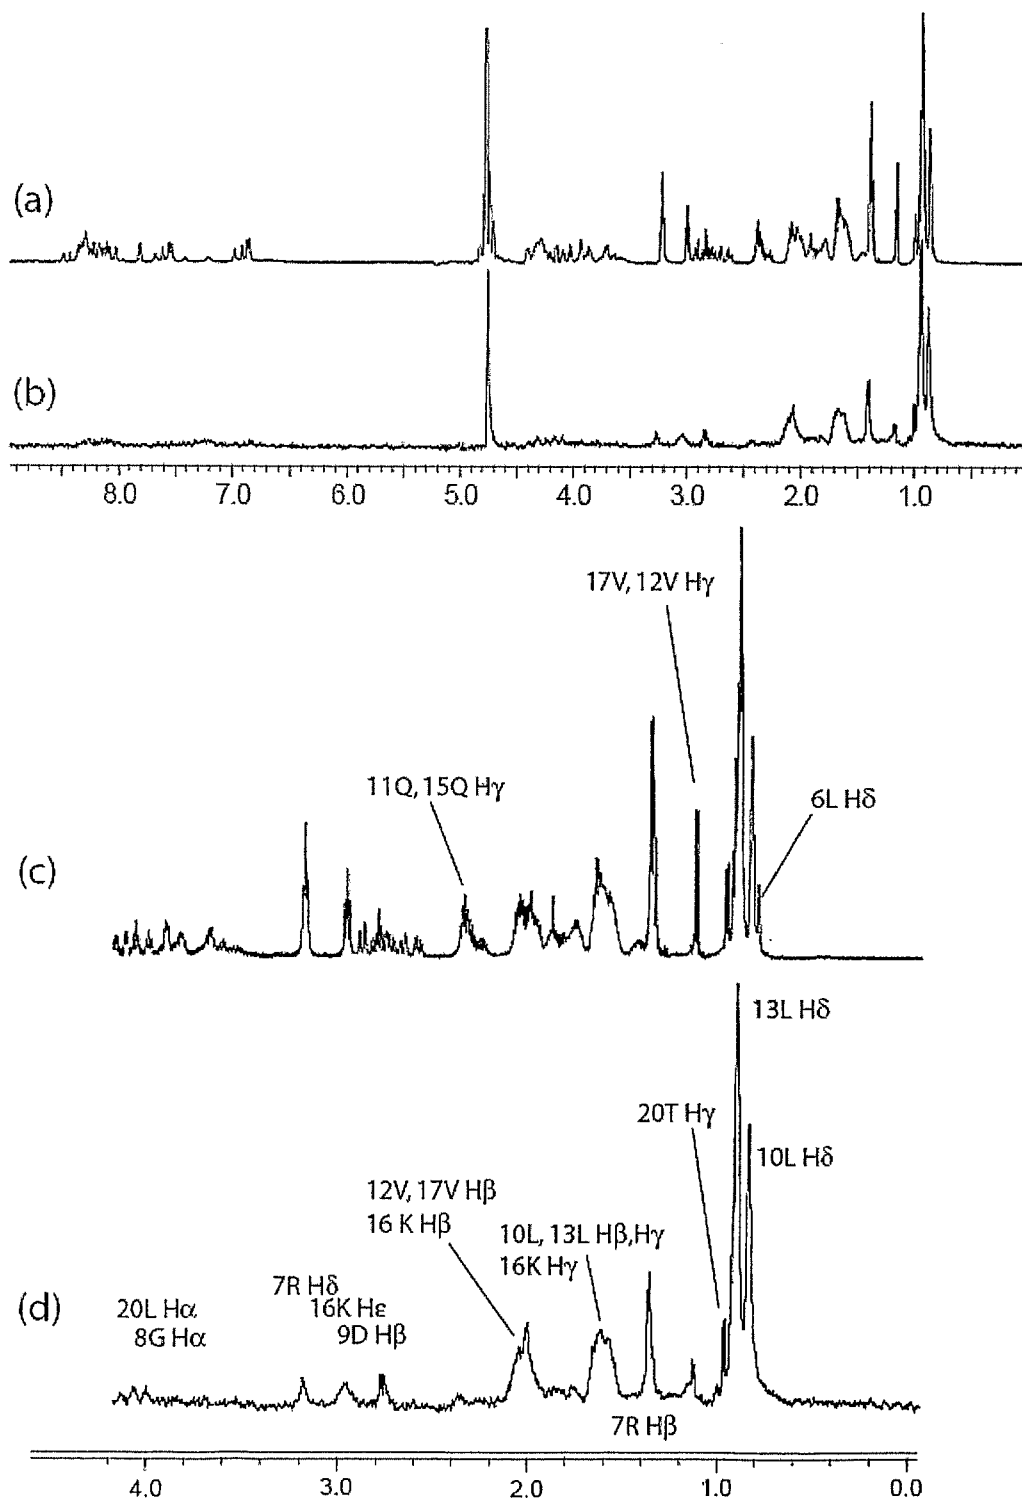 (a)
(b)
8.0 7.0 6.0 5.0 4.0 3.0 2.0 1.0
17V, 12V Hγ
11Q, 15Q Hγ
6L Hδ
(c)
13L Hδ
20T Hγ
10L Hδ
12V, 17V Hβ
16 K Hβ
10L, 13L Hβ,Hγ
16K Hγ
7R Hδ
20L Hα
16K Hε
8G Hα
9D Hβ
(d)
7R Hβ
4.0 3.0 2.0 1.0 0.0